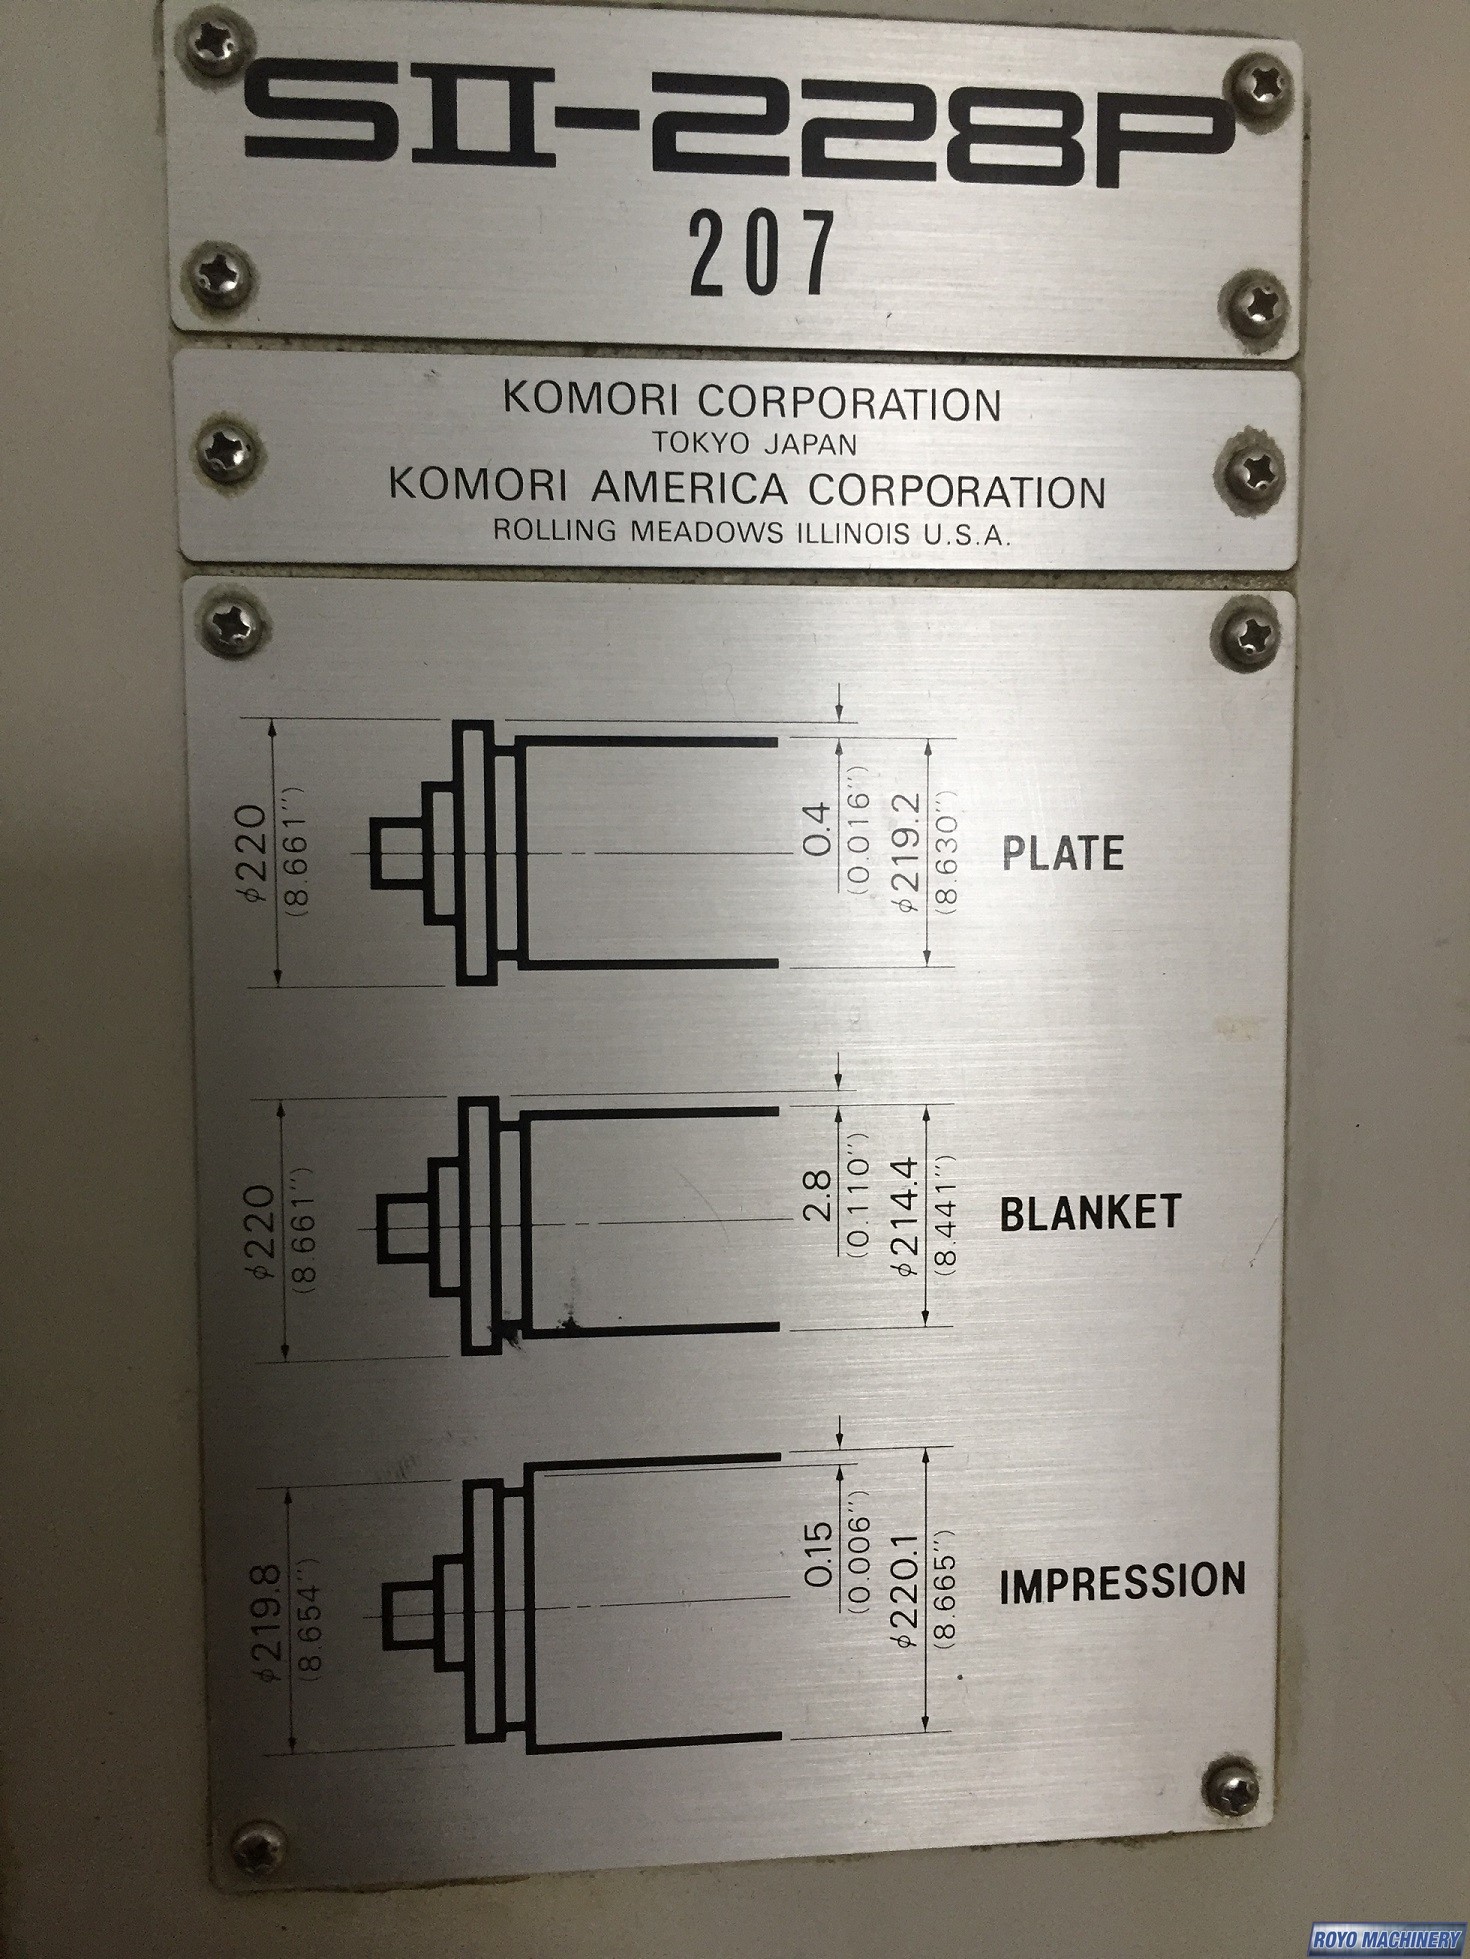 SII-228P
207
KOMORI CORPORATION
TOKYO JAPAN
KOMORI AMERICA CORPORATION
ROLLING MEADOWS ILLINOIS U.S.A.
φ220
(8.661")
0.4
(0.016")
φ219.2
(8.630")
PLATE
φ220
(8.661")
2.8
(0.110")
φ214.4
(8.441")
BLANKET
φ219.8
(8.654")
0.15
(0.006")
φ220.1
(8.665")
IMPRESSION
ROYO MACHINERY